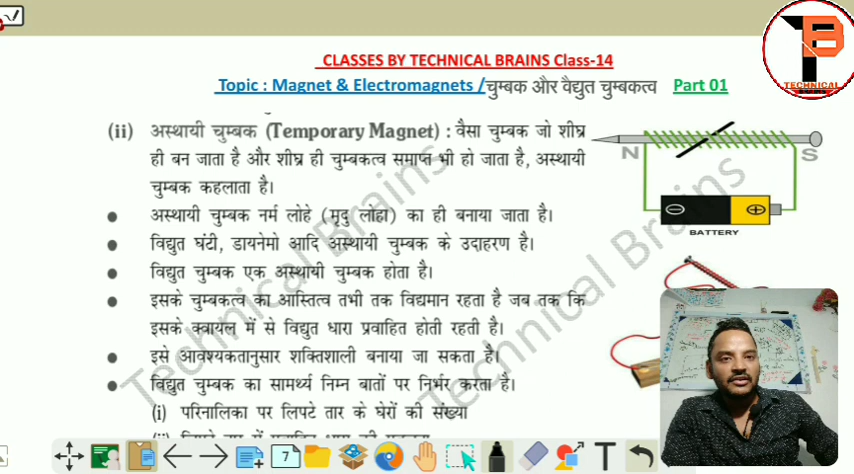 CLASSES BY TECHNICAL BRAINS Class-14
Topic : Magnet & Electromagnets /चुम्बक और वैद्युत चुम्बकत्व Part 01
TB
TECHNICAL
(ii) अस्थायी चुम्बक (Temporary Magnet) : वैसा चुम्बक जो शीघ्र
ही बन जाता है और शीघ्र ही चुम्बकत्व समाप्त भी हो जाता है, अस्थायी
चुम्बक कहलाता है।
● अस्थायी चुम्बक नर्म लोहे (मृदु लोहा) का ही बनाया जाता है।
● विद्युत घंटी, डायनेमो आदि अस्थायी चुम्बक के उदाहरण है।
● विद्युत चुम्बक एक अस्थायी चुम्बक होता है।
● इसके चुम्बकत्व का आस्तित्व तभी तक विद्यमान रहता है जब तक कि
इसके क्वायल में से विद्युत धारा प्रवाहित होती रहती है।
● इसे आवश्यकतानुसार शक्तिशाली बनाया जा सकता है।
● विद्युत चुम्बक का सामर्थ्य निम्न बातों पर निर्भर करता है।
(i) परिनालिका पर लिपटे तार के घेरों की संख्या
N S
BATTERY
Technical Brains
Technical Brains
7
T